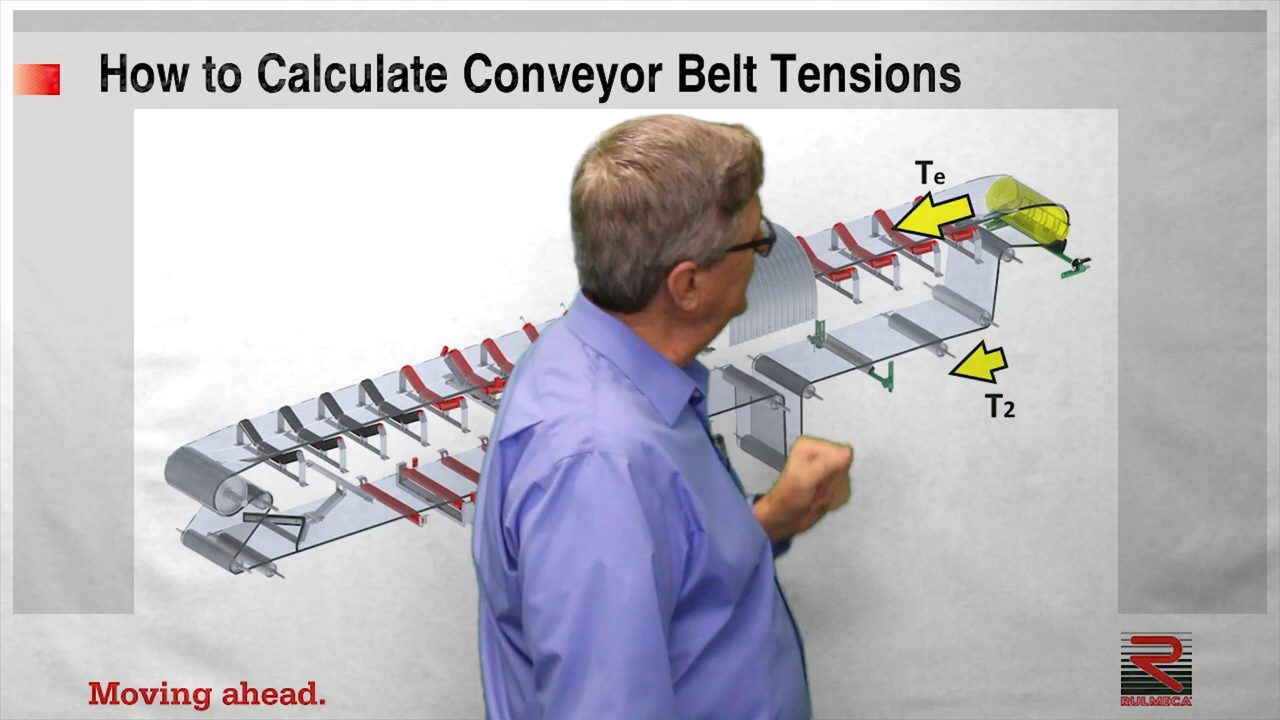 How to Calculate Conveyor Belt Tensions
Te
T2
Moving ahead.
RULMECA